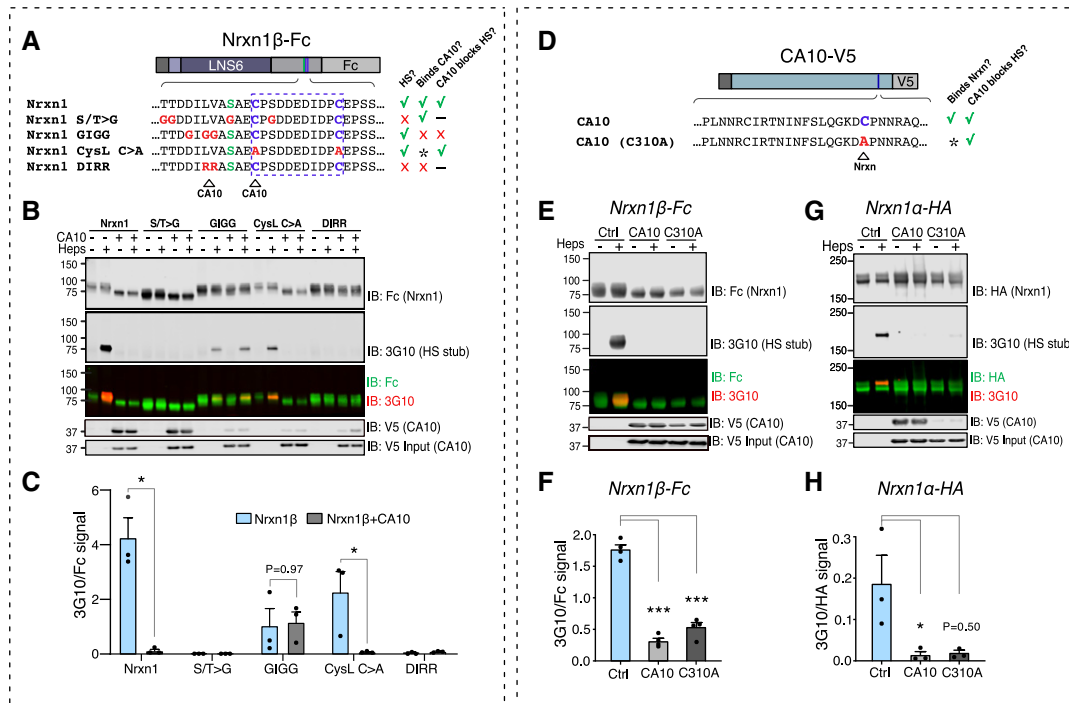 A
Nrxn1β-Fc
LNS6
Fc
HS?
Binds CA10?
CA10 blocks HS?
Nrxn1 ...TTDDILVASAECPSDDEDIDPCEPSS... √ √ √
Nrxn1 S/T>G ...GGDDILVAGAECPGDDEDIDPCEPSS... X √ –
Nrxn1 GIGG ...TTDGIGGASAECPSDDEDIDPCEPSS... √ X X
Nrxn1 CysL C>A ...TTDDILVASAEAPSDDEDIDPAEPSS... √ * √
Nrxn1 DIRR ...TTDDIRRASAECPSDDEDIDPCEPSS... X X –
CA10 CA10
B
Nrxn1 S/T>G GIGG CysL C>A DIRR
CA10 - - + + - - + + - - + + - - + + - - + +
Heps - + - + - + - + - + - + - + - + - + - +
150
100
75
IB: Fc (Nrxn1)
150
100
75
IB: 3G10 (HS stub)
150
100
75
IB: Fc
IB: 3G10
37
IB: V5 (CA10)
37
IB: V5 Input (CA10)
C
3G10/Fc signal
6
4
2
0
Nrxn1β
Nrxn1β+CA10
*
P=0.97
*
Nrxn1 S/T>G GIGG CysL C>A DIRR
D
CA10-V5
V5
Binds Nrxn?
CA10 blocks HS?
CA10 ...PLNNRCIRTNINFSLQGKDCPNNRAQ... √ √
CA10 (C310A) ...PLNNRCIRTNINFSLQGKDAPNNRAQ... * √
Nrxn
E
Nrxn1β-Fc
Ctrl CA10 C310A
Heps - + - + - +
150
100
75
IB: Fc (Nrxn1)
150
100
75
IB: 3G10 (HS stub)
150
100
75
IB: Fc
IB: 3G10
37
IB: V5 (CA10)
37
IB: V5 Input (CA10)
F
Nrxn1β-Fc
3G10/Fc signal
2.0
1.5
1.0
0.5
0.0
***
***
Ctrl CA10 C310A
G
Nrxn1α-HA
Ctrl CA10 C310A
Heps - + - + - +
250
150
IB: HA (Nrxn1)
250
150
IB: 3G10 (HS stub)
250
150
IB: HA
IB: 3G10
37
IB: V5 (CA10)
37
IB: V5 Input (CA10)
H
Nrxn1α-HA
3G10/HA signal
0.3
0.2
0.1
0.0
*
P=0.50
Ctrl CA10 C310A